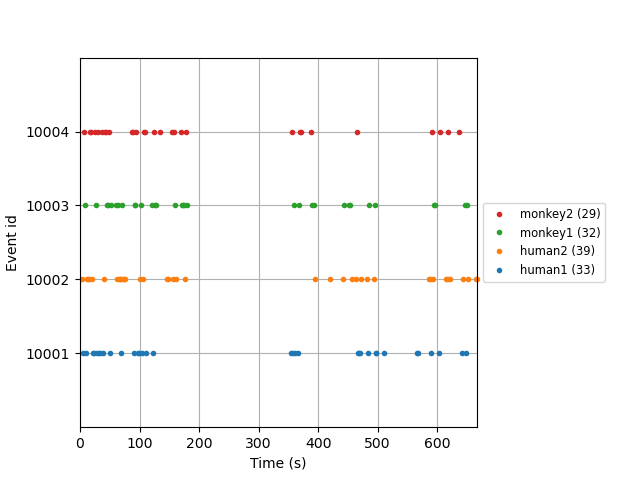 Event id
10004
10003
10002
10001
0 100 200 300 400 500 600
Time (s)
monkey2 (29)
monkey1 (32)
human2 (39)
human1 (33)